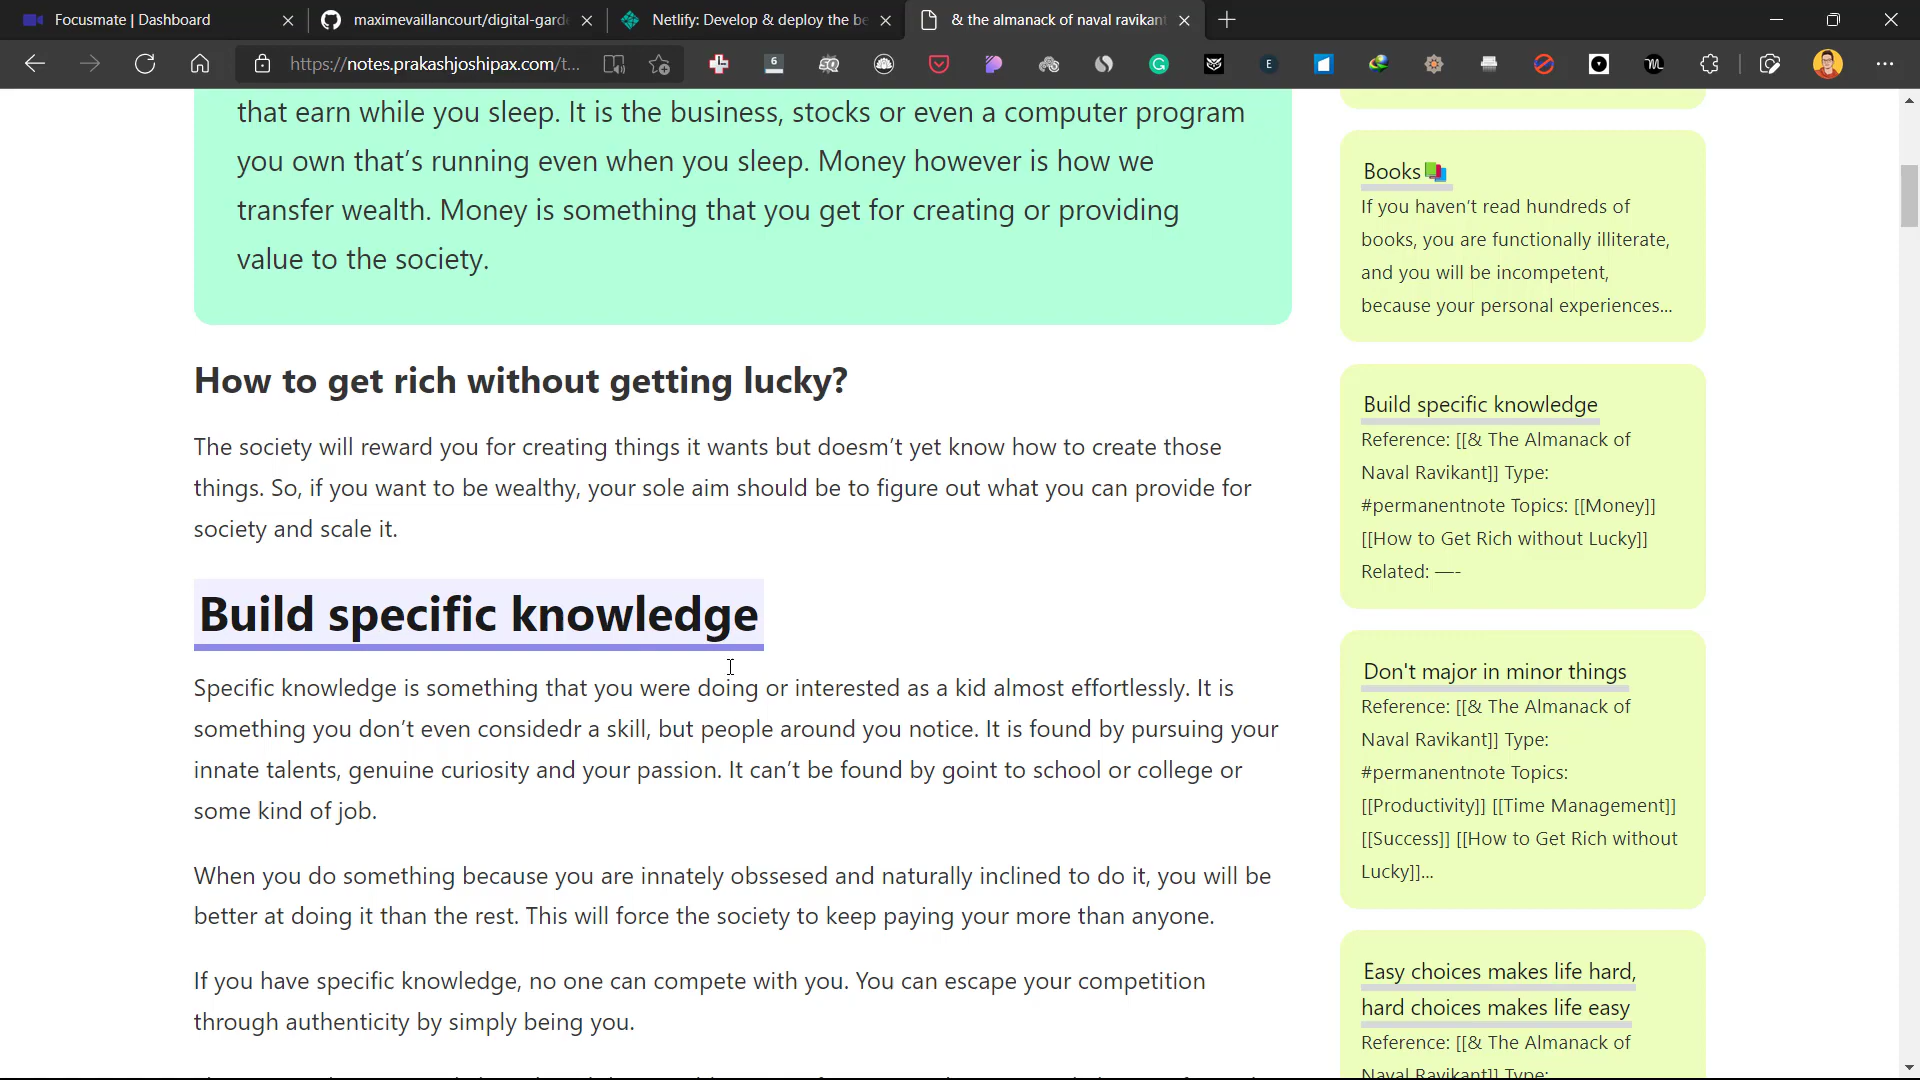 Focusmate | Dashboard
maximevaillancourt/digital-garde
Netlify: Develop & deploy the be
& the almanack of naval ravikant
https://notes.prakashjoshipax.com/t...
6
E
that earn while you sleep. It is the business, stocks or even a computer program
you own that’s running even when you sleep. Money however is how we
transfer wealth. Money is something that you get for creating or providing
value to the society.
How to get rich without getting lucky?
The society will reward you for creating things it wants but doesm’t yet know how to create those
things. So, if you want to be wealthy, your sole aim should be to figure out what you can provide for
society and scale it.
Build specific knowledge
Specific knowledge is something that you were doing or interested as a kid almost effortlessly. It is
something you don’t even considedr a skill, but people around you notice. It is found by pursuing your
innate talents, genuine curiosity and your passion. It can’t be found by goint to school or college or
some kind of job.
When you do something because you are innately obssesed and naturally inclined to do it, you will be
better at doing it than the rest. This will force the society to keep paying your more than anyone.
If you have specific knowledge, no one can compete with you. You can escape your competition
through authenticity by simply being you.
Books
If you haven’t read hundreds of
books, you are functionally illiterate,
and you will be incompetent,
because your personal experiences...
Build specific knowledge
Reference: [[& The Almanack of
Naval Ravikant]] Type:
#permanentnote Topics: [[Money]]
[[How to Get Rich without Lucky]]
Related: —-
Don't major in minor things
Reference: [[& The Almanack of
Naval Ravikant]] Type:
#permanentnote Topics:
[[Productivity]] [[Time Management]]
[[Success]] [[How to Get Rich without
Lucky]]...
Easy choices makes life hard,
hard choices makes life easy
Reference: [[& The Almanack of
Naval Ravikant]] Type: